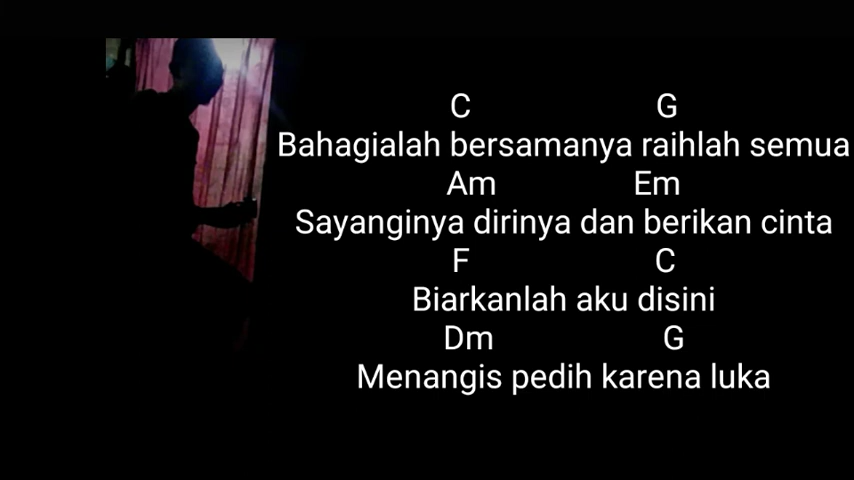 C G
Bahagialah bersamanya raihlah semua
Am Em
Sayanginya dirinya dan berikan cinta
F C
Biarkanlah aku disini
Dm G
Menangis pedih karena luka